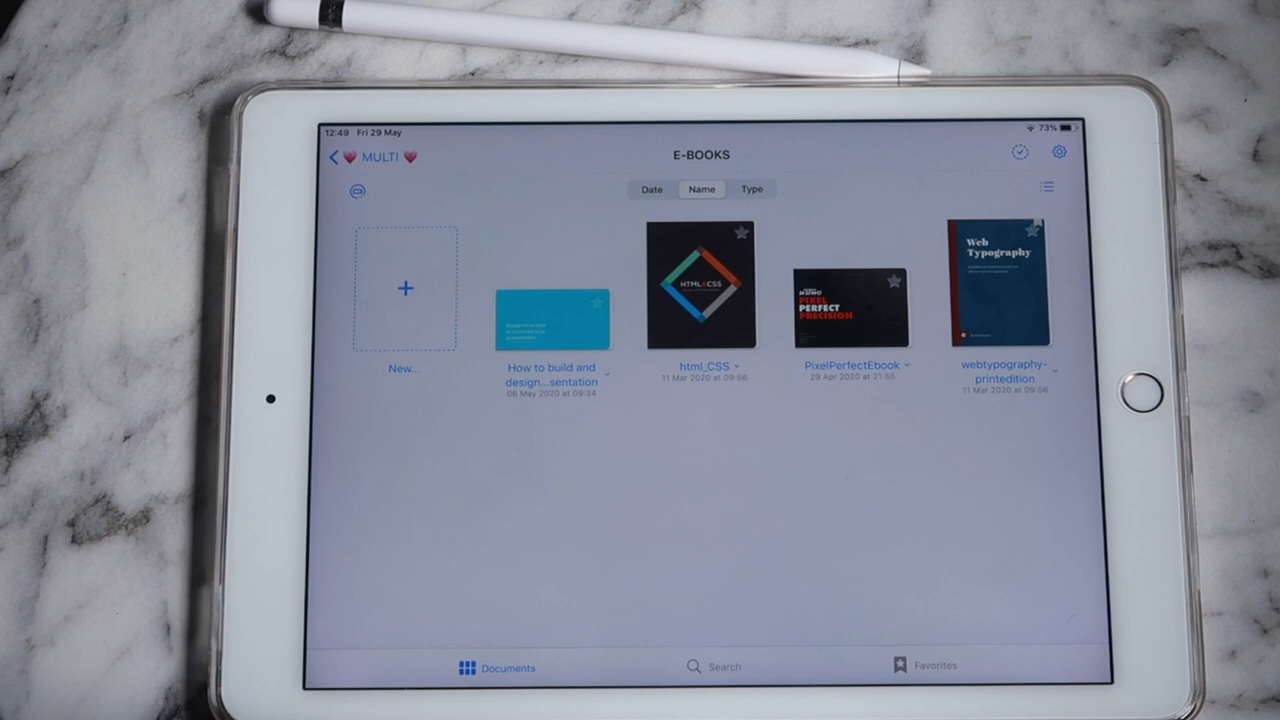 12:49 Fri 29 May
73%
MULTI
E-BOOKS
Date Name Type
Web
Typography
HTML&CSS
PIXEL
PERFECT
PRECISION
New...
How to build and
design...sentation
06 May 2020 at 09:34
html_CSS
11 Mar 2020 at 09:56
PixelPerfectEbook
29 Apr 2020 at 21:55
webtypography-
printedition
11 Mar 2020 at 09:56
Documents
Search
Favorites